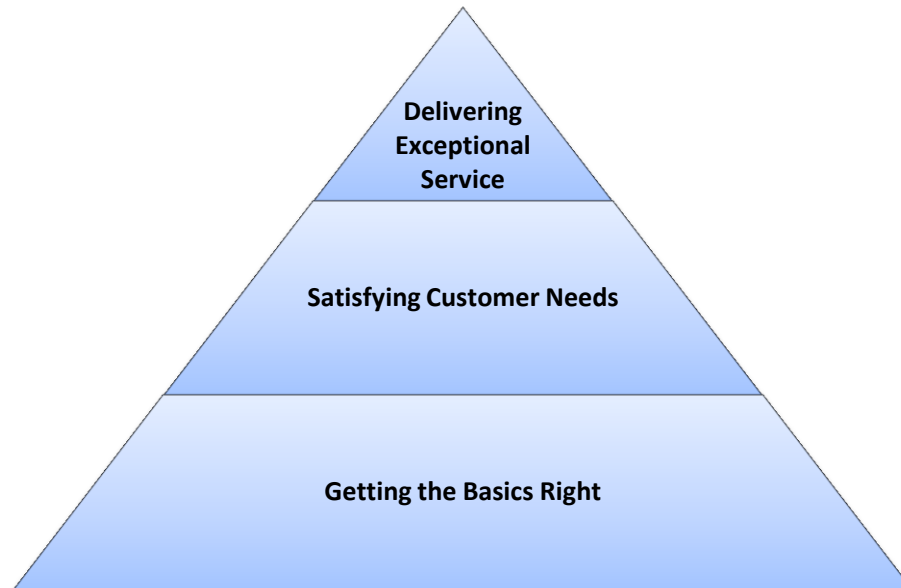 Delivering
Exceptional
Service
Satisfying Customer Needs
Getting the Basics Right